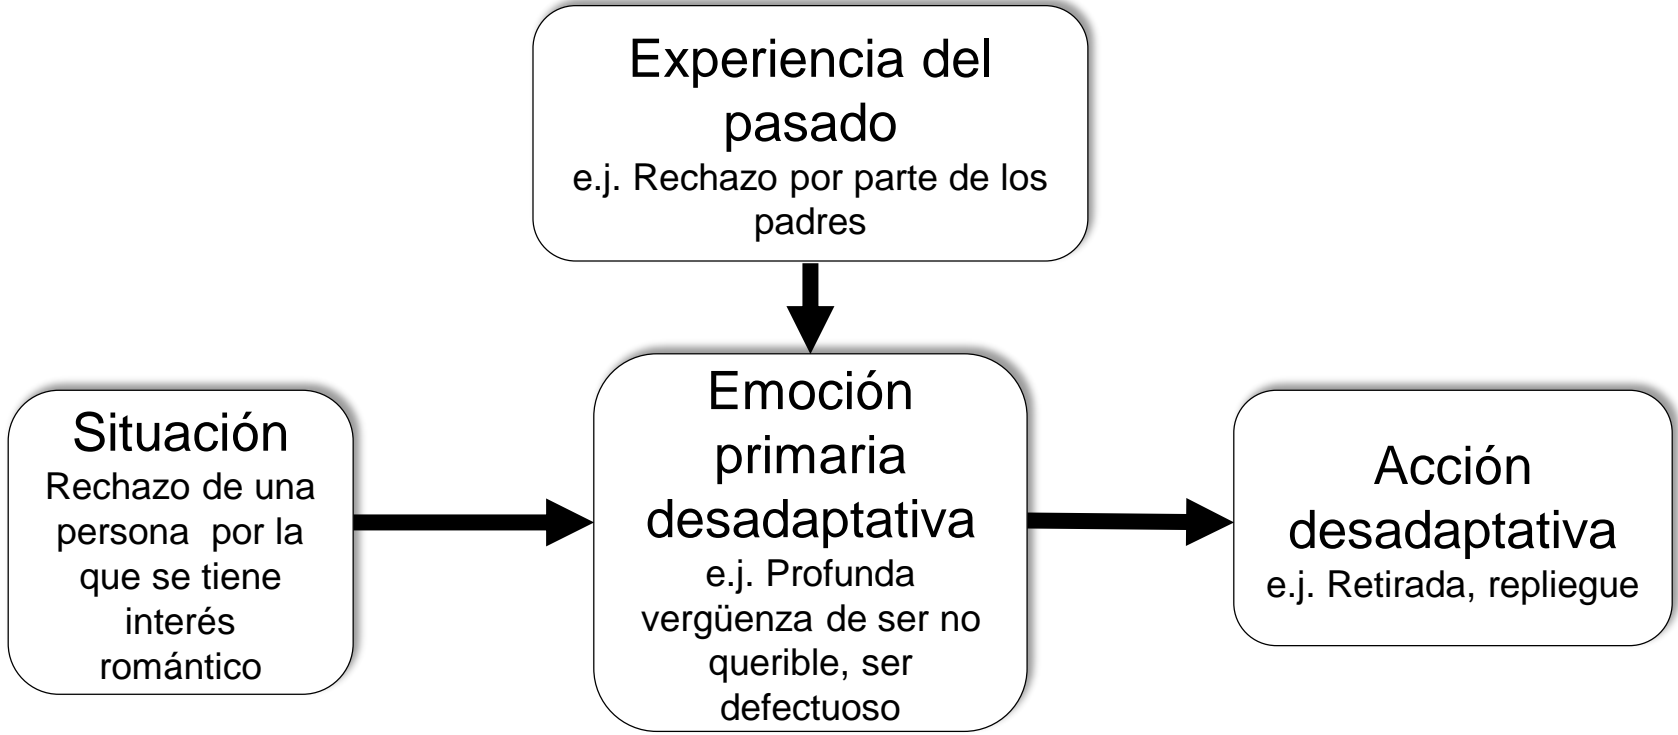 Experiencia del
pasado
e.j. Rechazo por parte de los
padres
Situación
Rechazo de una
persona  por la
que se tiene
interés
romántico
Emoción
primaria
desadaptativa
e.j. Profunda
vergüenza de ser no
querible, ser
defectuoso
Acción
desadaptativa
e.j. Retirada, repliegue